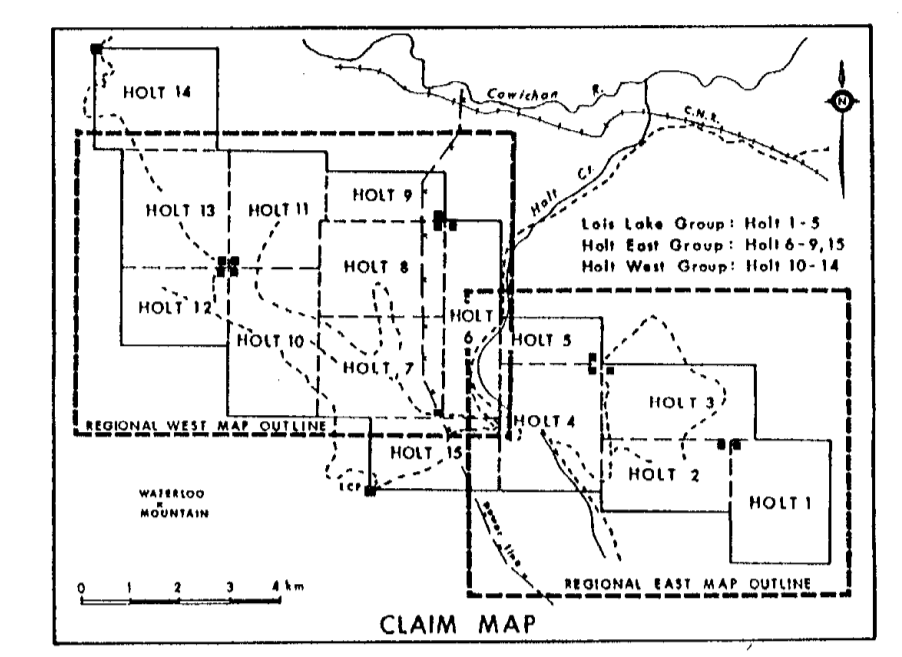 HOLT 14
Cowichan R.
C.N.R.
N
HOLT 9
Holt Cr.
HOLT 13
HOLT 11
Lois Lake Group: Holt 1-5
Holt East Group: Holt 6-9, 15
Holt West Group: Holt 10-14
HOLT 8
HOLT 12
HOLT 6
HOLT 10
HOLT 5
HOLT 7
HOLT 3
HOLT 4
REGIONAL WEST MAP OUTLINE
HOLT 15
HOLT 2
LCP
HOLT 1
WATERLOO
MOUNTAIN
power line
0 1 2 3 4 km
REGIONAL EAST MAP OUTLINE
CLAIM MAP